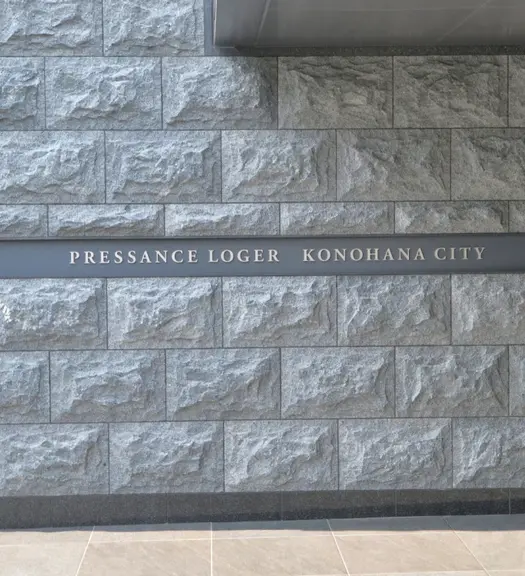 PRESSANCE LOGER KONOHANA CITY